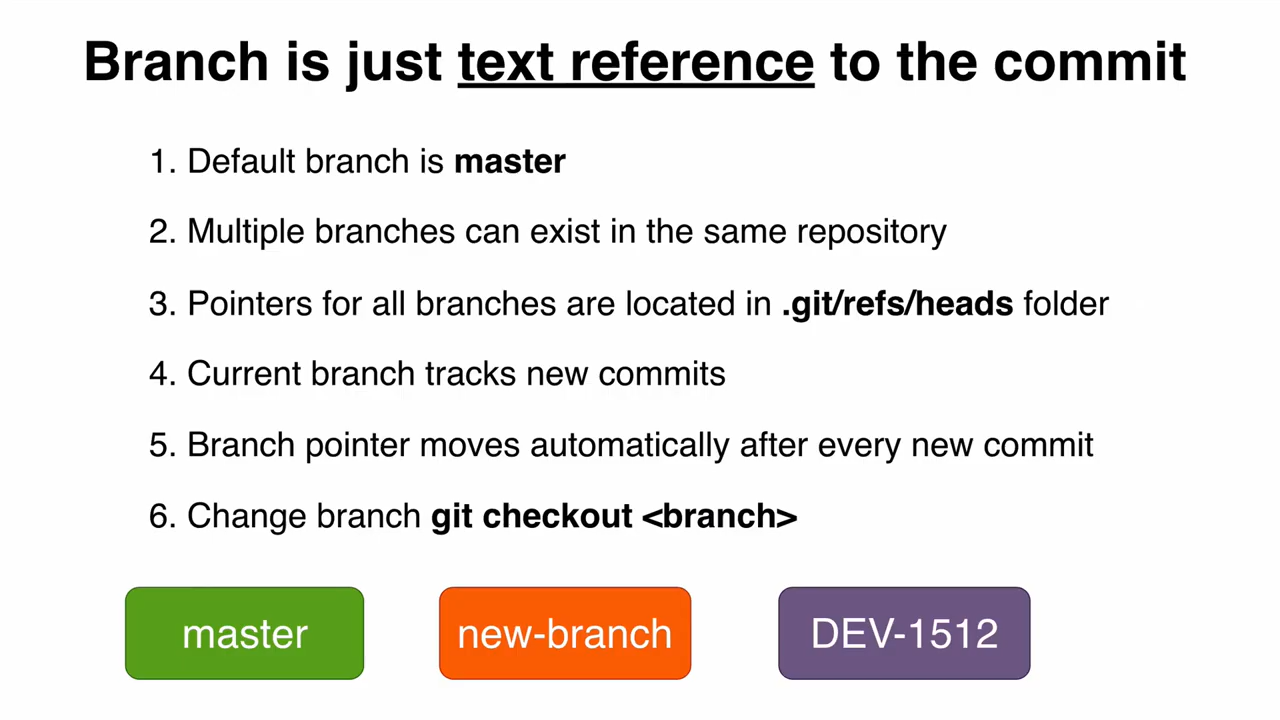 Branch is just text reference to the commit
1. Default branch is master
2. Multiple branches can exist in the same repository
3. Pointers for all branches are located in .git/refs/heads folder
4. Current branch tracks new commits
5. Branch pointer moves automatically after every new commit
6. Change branch git checkout <branch>
master
new-branch
DEV-1512